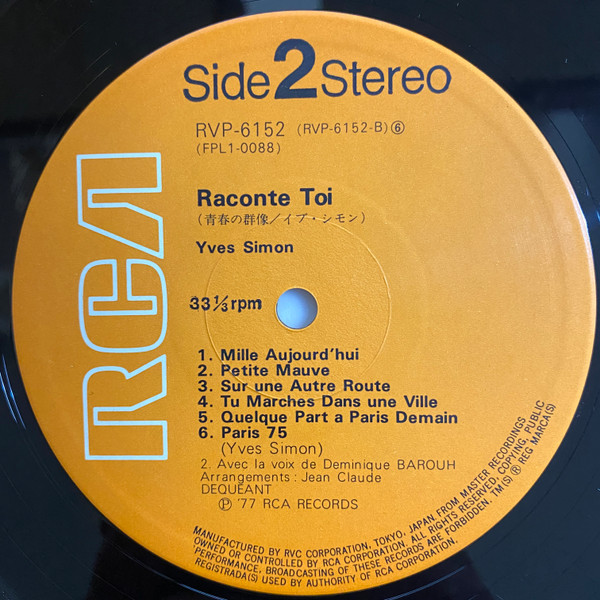 Side 2 Stereo
RVP-6152 (RVP-6152-B)⑥
(FPL1-0088)
Raconte Toi
(青春の群像/イブ・シモン)
Yves Simon
33⅓rpm
RCA
1. Mille Aujourd'hui
2. Petite Mauve
3. Sur une Autre Route
4. Tu Marches Dans une Ville
5. Quelque Part a Paris Demain
6. Paris 75
(Yves Simon)
2. Avec la voix de Deminique BAROUH
Arrangements : Jean Claude
DEQUEANT
Ⓟ '77 RCA RECORDS
MANUFACTURED BY RVC CORPORATION, TOKYO, JAPAN FROM MASTER RECORDINGS
OWNED OR CONTROLLED BY RCA CORPORATION. ALL RIGHTS RESERVED, COPYING, PUBLIC
PERFORMANCE, BROADCASTING OF THESE RECORDS ARE FORBIDDEN. TM(S) ® REG MARCA(S)
REGISTRADA(S) USED BY AUTHORITY OF RCA CORPORATION.